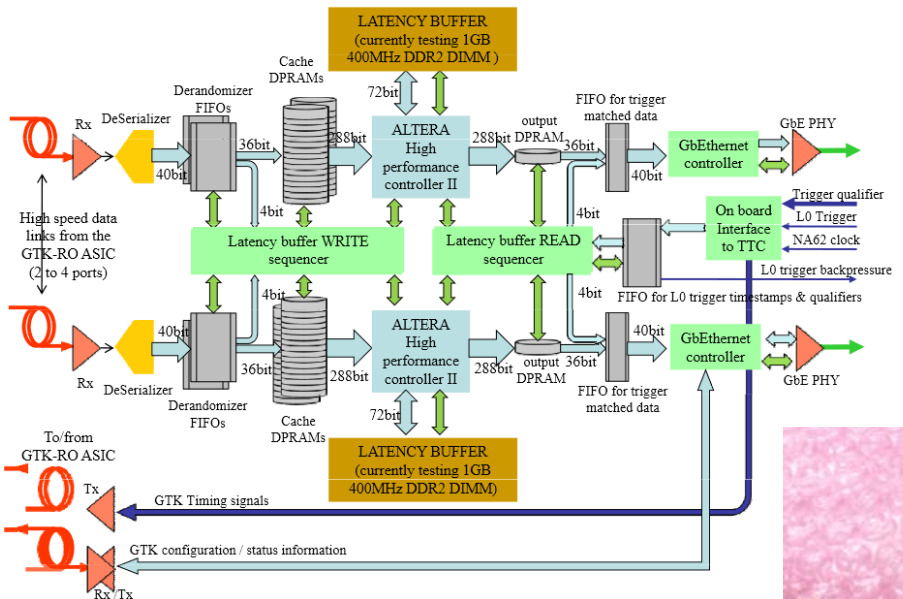 LATENCY BUFFER
(currently testing 1GB
400MHz DDR2 DIMM )
Cache
DPRAMs
72bit
Derandomizer
FIFOs
Rx
DeSerializer
40bit
36bit
288bit
ALTERA
High
performance
controller II
288bit
output
DPRAM
36bit
FIFO for trigger
matched data
40bit
GbEthernet
controller
GbE PHY
4bit
4bit
High speed data
links from the
GTK-RO ASIC
(2 to 4 ports)
Latency buffer WRITE
sequencer
Latency buffer READ
sequencer
On board
Interface
to TTC
Trigger qualifier
L0 Trigger
NA62 clock
L0 trigger backpressure
FIFO for L0 trigger timestamps & qualifiers
4bit
4bit
Rx
DeSerializer
40bit
36bit
Derandomizer
FIFOs
Cache
DPRAMs
288bit
ALTERA
High
performance
controller II
288bit
output
DPRAM
36bit
FIFO for trigger
matched data
40bit
GbEthernet
controller
GbE PHY
72bit
LATENCY BUFFER
(currently testing 1GB
400MHz DDR2 DIMM)
To/from
GTK-RO ASIC
Tx
GTK Timing signals
GTK configuration / status information
Rx /Tx